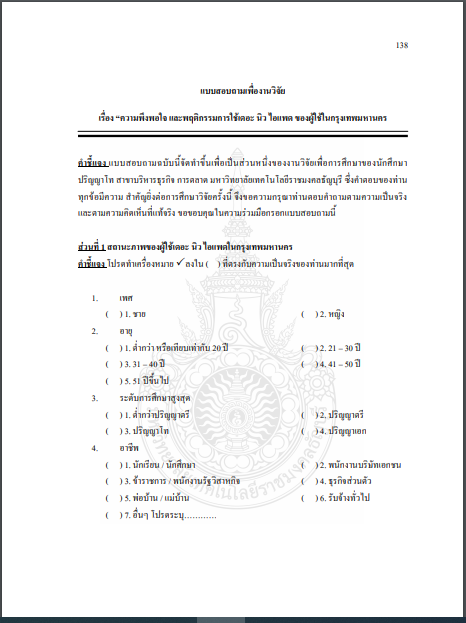 138
แบบสอบถามเพื่องานวิจัย
เรื่อง “ความพึงพอใจ และพฤติกรรมการใช้เดอะ นิว ไอแพด ของผู้ใช้ในกรุงเทพมหานคร
คำชี้แจง แบบสอบถามฉบับนี้จัดทำขึ้นเพื่อเป็นส่วนหนึ่งของงานวิจัยเพื่อการศึกษาของนักศึกษา
ปริญญาโท สาขาบริหารธุรกิจ การตลาด มหาวิทยาลัยเทคโนโลยีราชมงคลธัญบุรี ซึ่งคำตอบของท่าน
ทุกข้อมีความ สำคัญยิ่งต่อการศึกษาวิจัยครั้งนี้ จึงขอความกรุณาท่านตอบคำถามตามความเป็นจริง
และตามความคิดเห็นที่แท้จริง ขอขอบคุณในความร่วมมือกรอกแบบสอบถามนี้
ส่วนที่ 1 สถานะภาพของผู้ใช้เดอะ นิว ไอแพดในกรุงเทพมหานคร
คำชี้แจง โปรดทำเครื่องหมาย ✓ ลงใน ( ) ที่ตรงกับความเป็นจริงของท่านมากที่สุด
1. เพศ
( ) 1. ชาย ( ) 2. หญิง
2. อายุ
( ) 1. ต่ำกว่า หรือเทียบเท่ากับ 20 ปี ( ) 2. 21 – 30 ปี
( ) 3. 31 – 40 ปี ( ) 4. 41 – 50 ปี
( ) 5. 51 ปีขึ้นไป
3. ระดับการศึกษาสูงสุด
( ) 1. ต่ำกว่าปริญญาตรี ( ) 2. ปริญญาตรี
( ) 3. ปริญญาโท ( ) 4. ปริญญาเอก
4. อาชีพ
( ) 1. นักเรียน / นักศึกษา ( ) 2. พนักงานบริษัทเอกชน
( ) 3. ข้าราชการ / พนักงานรัฐวิสาหกิจ ( ) 4. ธุรกิจส่วนตัว
( ) 5. พ่อบ้าน / แม่บ้าน ( ) 6. รับจ้างทั่วไป
( ) 7. อื่นๆ โปรดระบุ…………